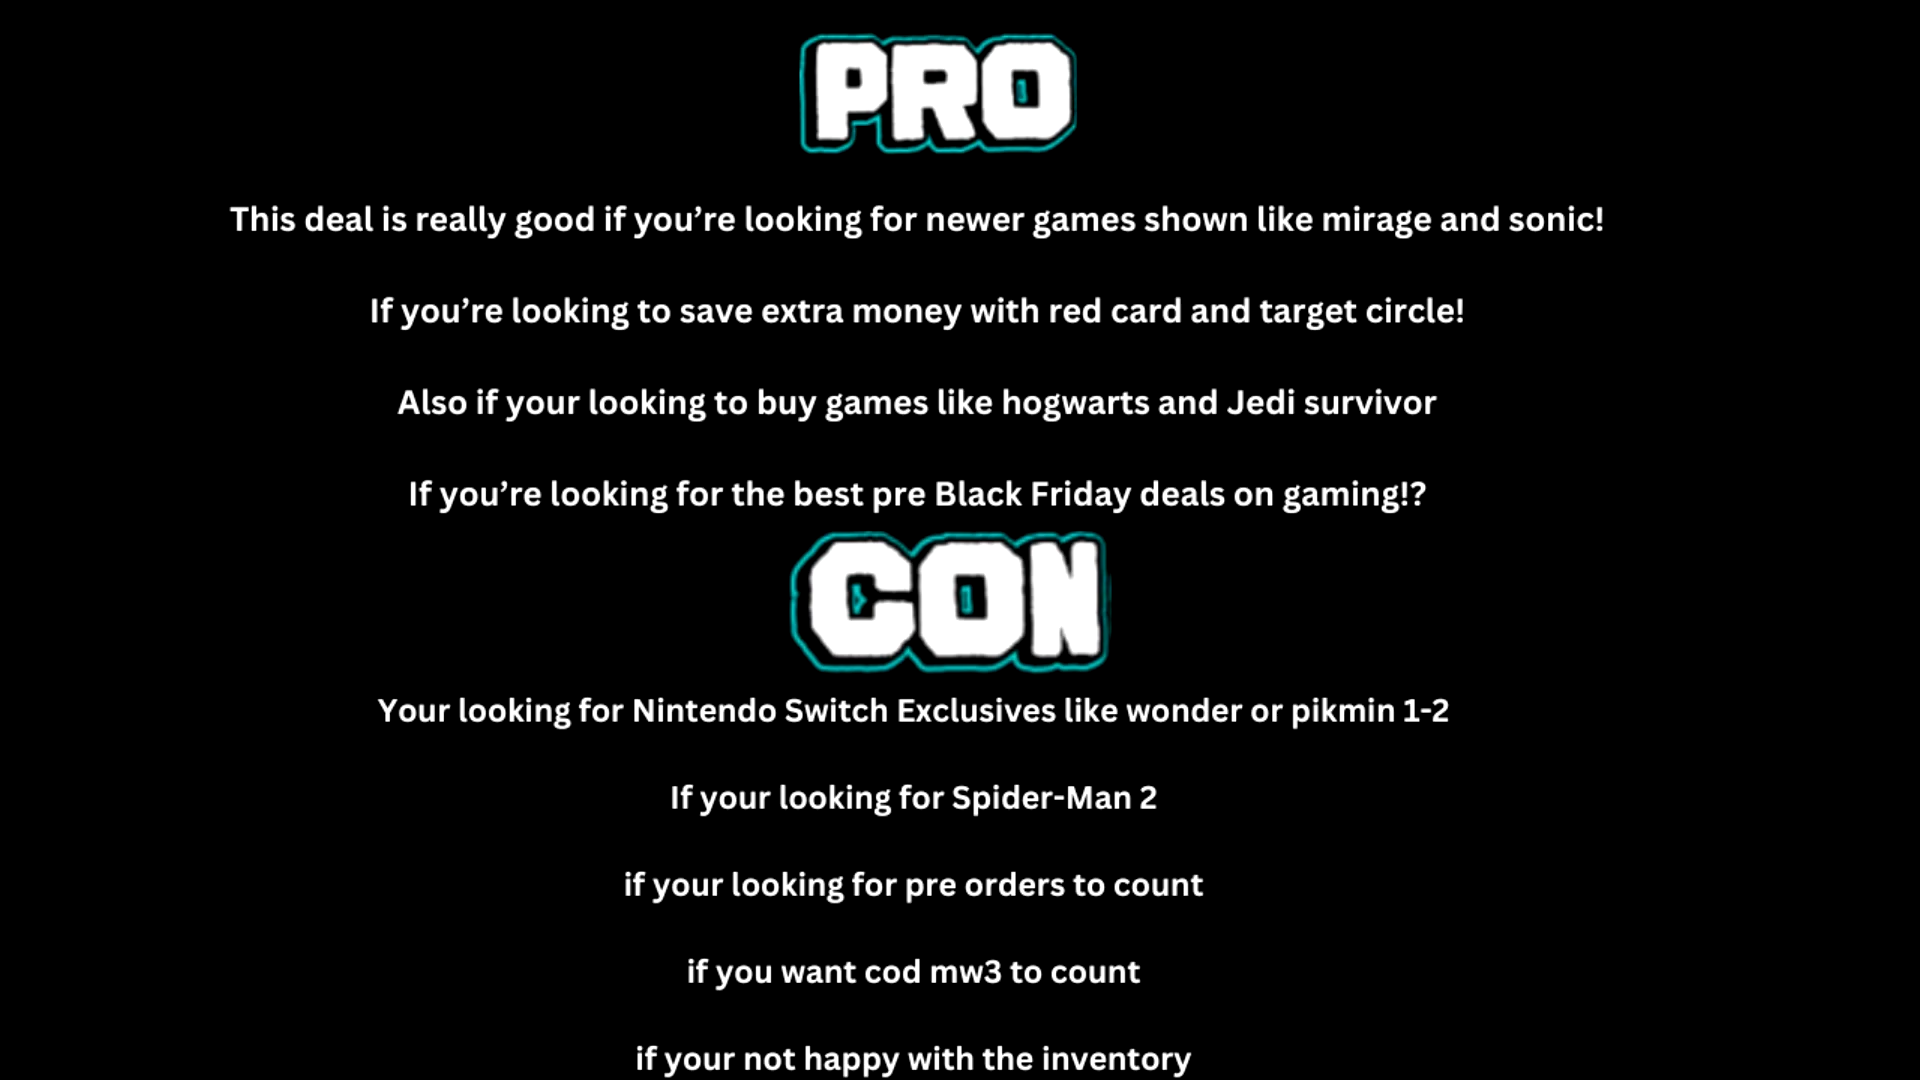 PRO
This deal is really good if you’re looking for newer games shown like mirage and sonic!
If you’re looking to save extra money with red card and target circle!
Also if your looking to buy games like hogwarts and Jedi survivor
If you’re looking for the best pre Black Friday deals on gaming!?
CON
Your looking for Nintendo Switch Exclusives like wonder or pikmin 1-2
If your looking for Spider-Man 2
if your looking for pre orders to count
if you want cod mw3 to count
if your not happy with the inventory